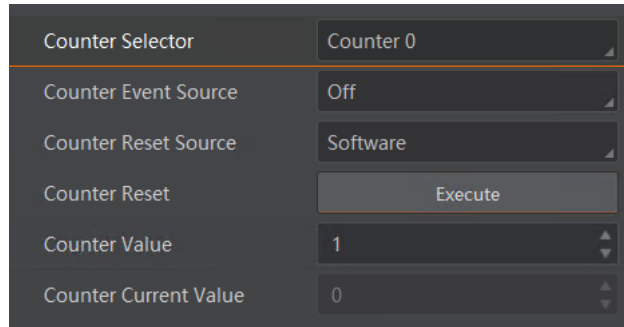 Counter Selector Counter 0
Counter Event Source Off
Counter Reset Source Software
Counter Reset Execute
Counter Value 1
Counter Current Value 0